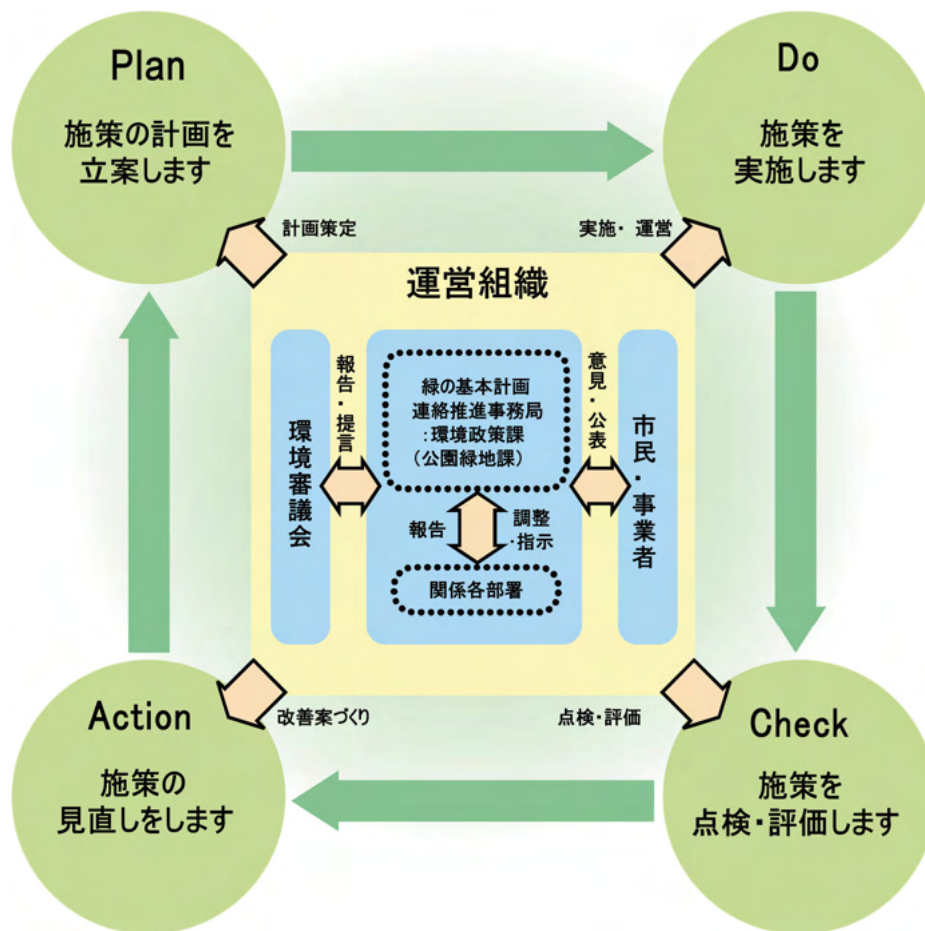 Plan
施策の計画を
立案します
Do
施策を
実施します
計画策定
実施・ 運営
運営組織
環境審議会
報告・提言
緑の基本計画
連絡推進事務局
:環境政策課
(公園緑地課)
意見・公表
市民・事業者
報告
調整
・指示
関係各部署
改善案づくり
点検・評価
Action
施策の
見直しをします
Check
施策を
点検・評価します